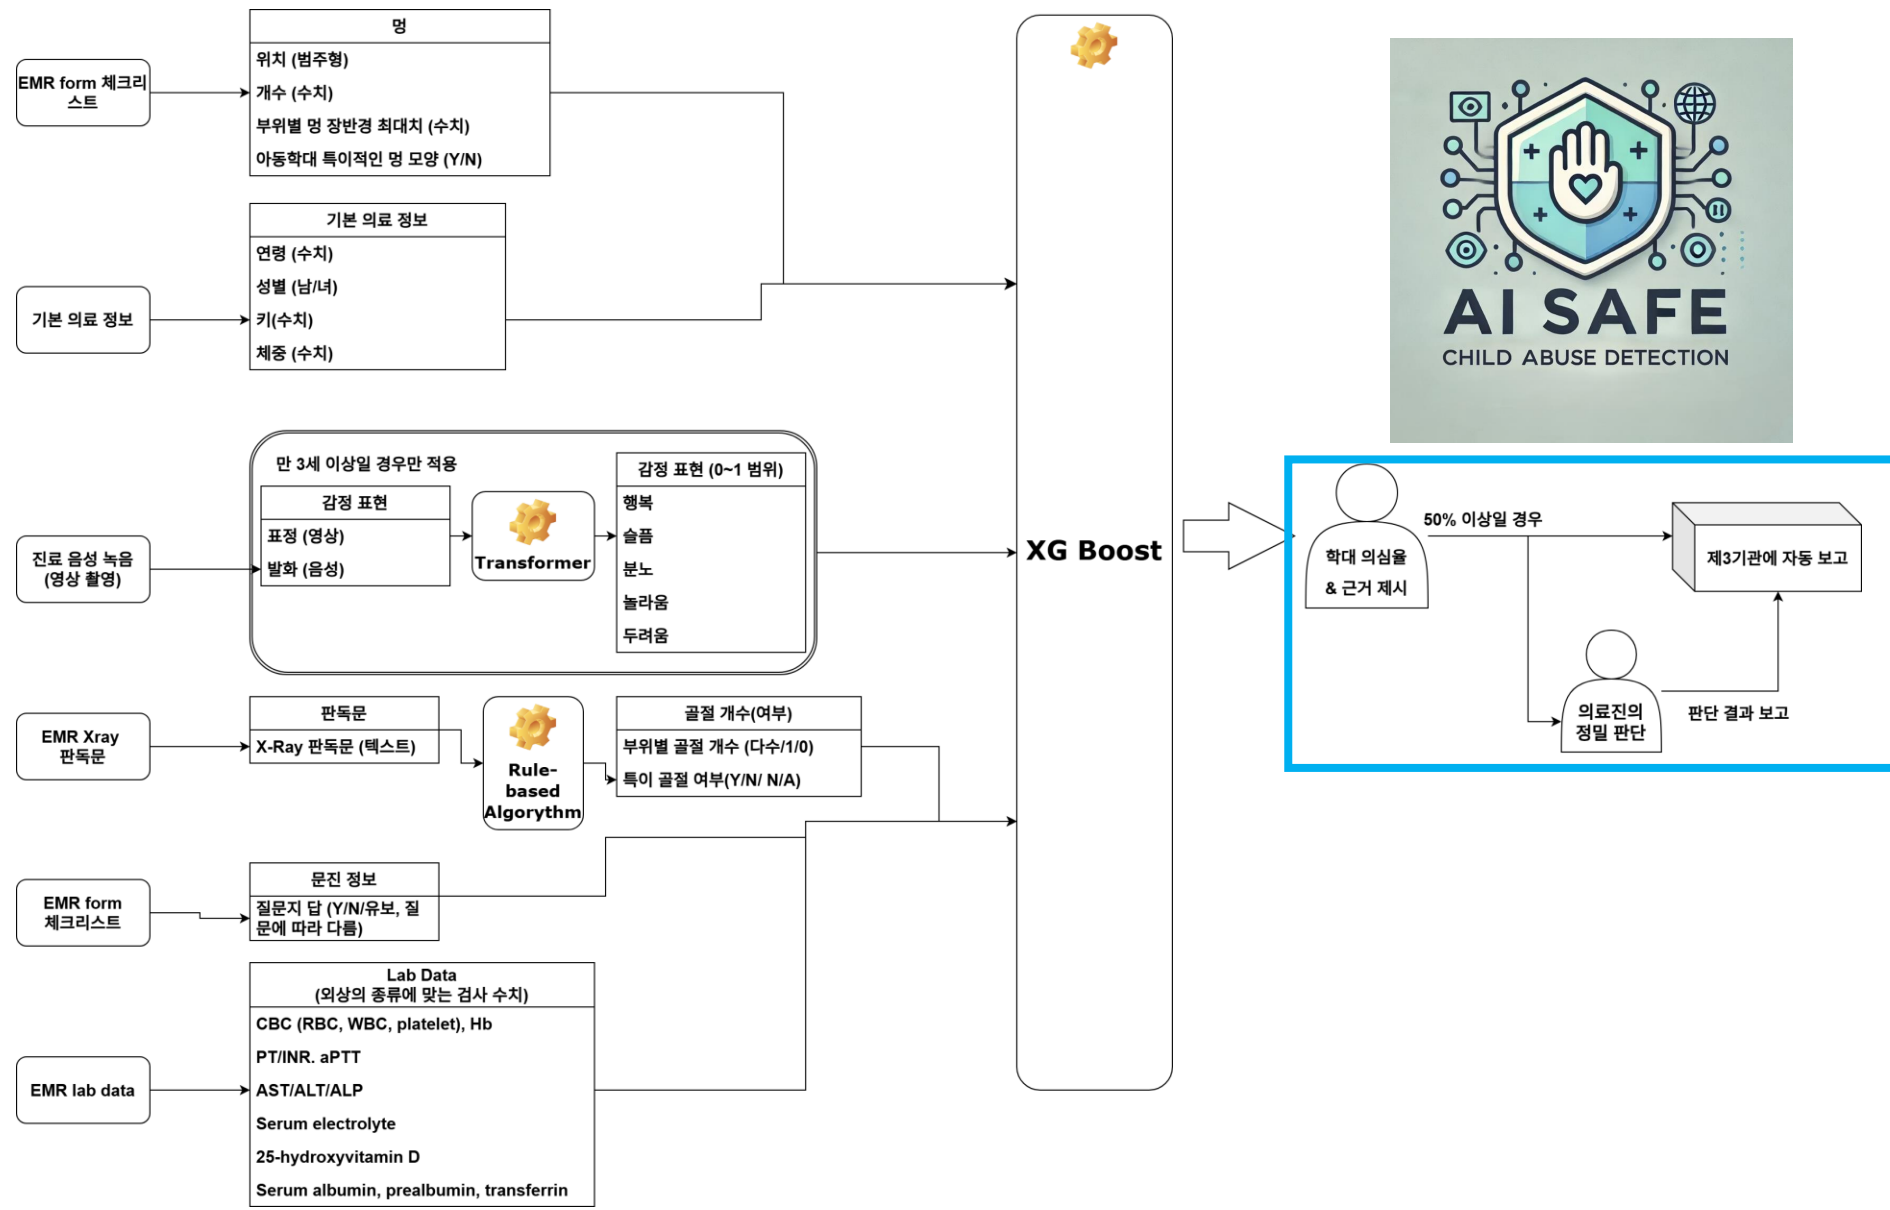 EMR form 체크리
스트
멍
위치 (범주형)
개수 (수치)
부위별 멍 장반경 최대치 (수치)
아동학대 특이적인 멍 모양 (Y/N)
기본 의료 정보
기본 의료 정보
연령 (수치)
성별 (남/녀)
키(수치)
체중 (수치)
진료 음성 녹음
(영상 촬영)
만 3세 이상일 경우만 적용
감정 표현
표정 (영상)
발화 (음성)
Transformer
감정 표현 (0~1 범위)
행복
슬픔
분노
놀라움
두려움
EMR Xray
판독문
판독문
X-Ray 판독문 (텍스트)
Rule-
based
Algorythm
골절 개수(여부)
부위별 골절 개수 (다수/1/0)
특이 골절 여부(Y/N/ N/A)
EMR form
체크리스트
문진 정보
질문지 답 (Y/N/유보, 질
문에 따라 다름)
EMR lab data
Lab Data
(외상의 종류에 맞는 검사 수치)
CBC (RBC, WBC, platelet), Hb
PT/INR. aPTT
AST/ALT/ALP
Serum electrolyte
25-hydroxyvitamin D
Serum albumin, prealbumin, transferrin
XG Boost
AI SAFE
CHILD ABUSE DETECTION
학대 의심율
& 근거 제시
50% 이상일 경우
제3기관에 자동 보고
의료진의
정밀 판단
판단 결과 보고